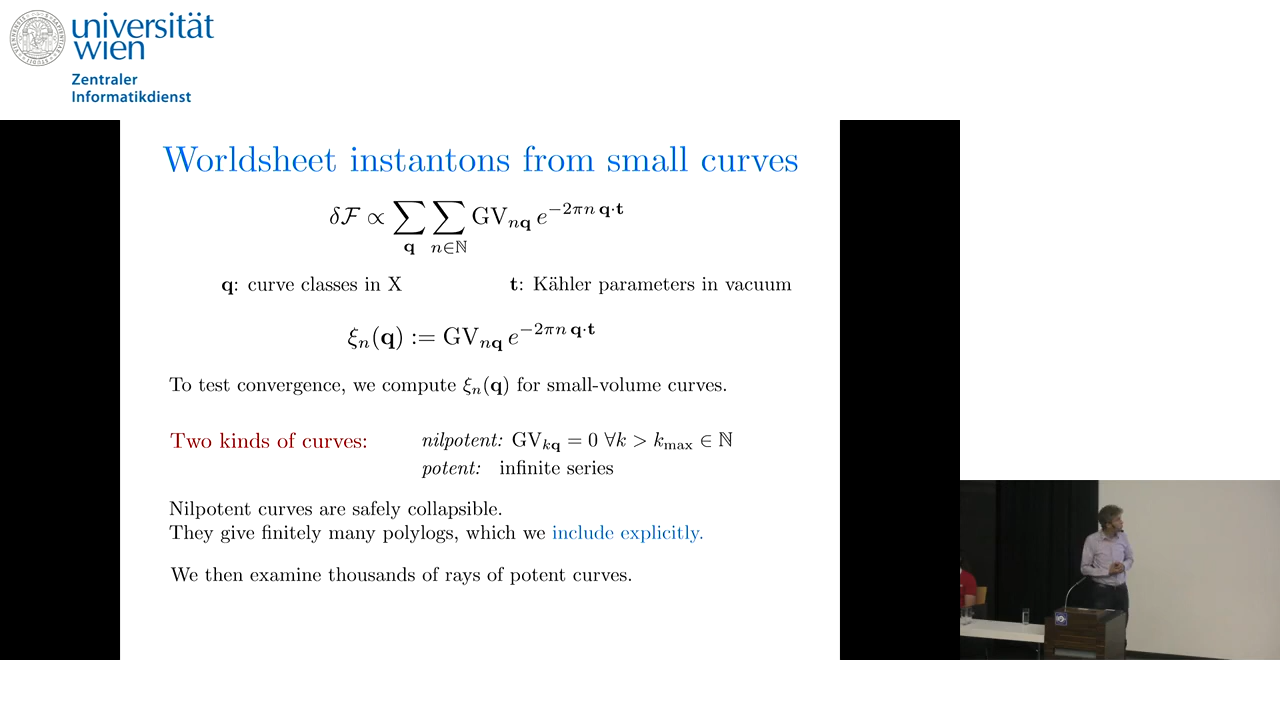 universität
wien
Zentraler
Informatikdienst
Worldsheet instantons from small curves
δℱ ∝ ∑_q ∑_{n∈ℕ} GV_{nq} e^{−2πn q·t}
q: curve classes in X t: Kähler parameters in vacuum
ξ_n(q) := GV_{nq} e^{−2πn q·t}
To test convergence, we compute ξ_n(q) for small-volume curves.
Two kinds of curves: nilpotent: GV_{kq} = 0 ∀k > k_max ∈ ℕ
potent: infinite series
Nilpotent curves are safely collapsible.
They give finitely many polylogs, which we include explicitly.
We then examine thousands of rays of potent curves.